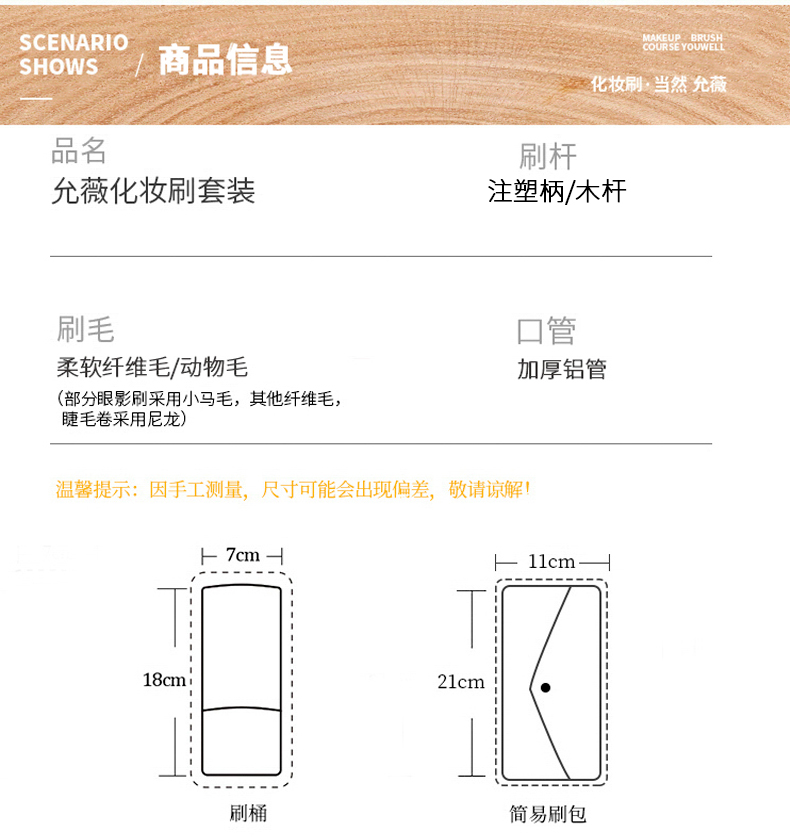 SCENARIO
SHOWS / 商品信息
MAKEUP BRUSH
COURSE YOUWELL
化妆刷·当然 允薇
品名
允薇化妆刷套装
刷杆
注塑柄/木杆
刷毛
柔软纤维毛/动物毛
（部分眼影刷采用小马毛，其他纤维毛，
睫毛卷采用尼龙）
口管
加厚铝管
温馨提示：因手工测量，尺寸可能会出现偏差，敬请谅解！
7cm
18cm
刷桶
11cm
21cm
简易刷包